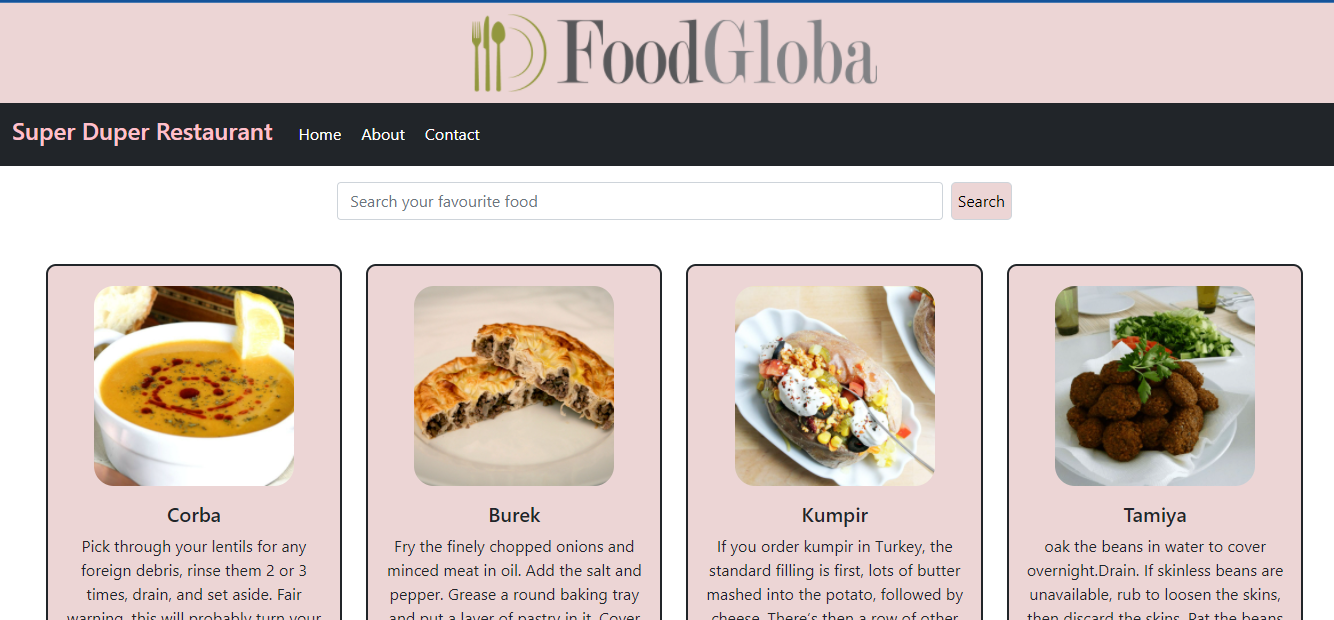 FoodGloba
Super Duper Restaurant Home About Contact
Search your favourite food Search
Corba
Pick through your lentils for any
foreign debris, rinse them 2 or 3
times, drain, and set aside. Fair
warning, this will probably turn your
Burek
Fry the finely chopped onions and
minced meat in oil. Add the salt and
pepper. Grease a round baking tray
and put a layer of pastry in it. Cover
Kumpir
If you order kumpir in Turkey, the
standard filling is first, lots of butter
mashed into the potato, followed by
cheese. There's then a row of other
Tamiya
oak the beans in water to cover
overnight.Drain. If skinless beans are
unavailable, rub to loosen the skins,
then discard the skins. Pat the beans